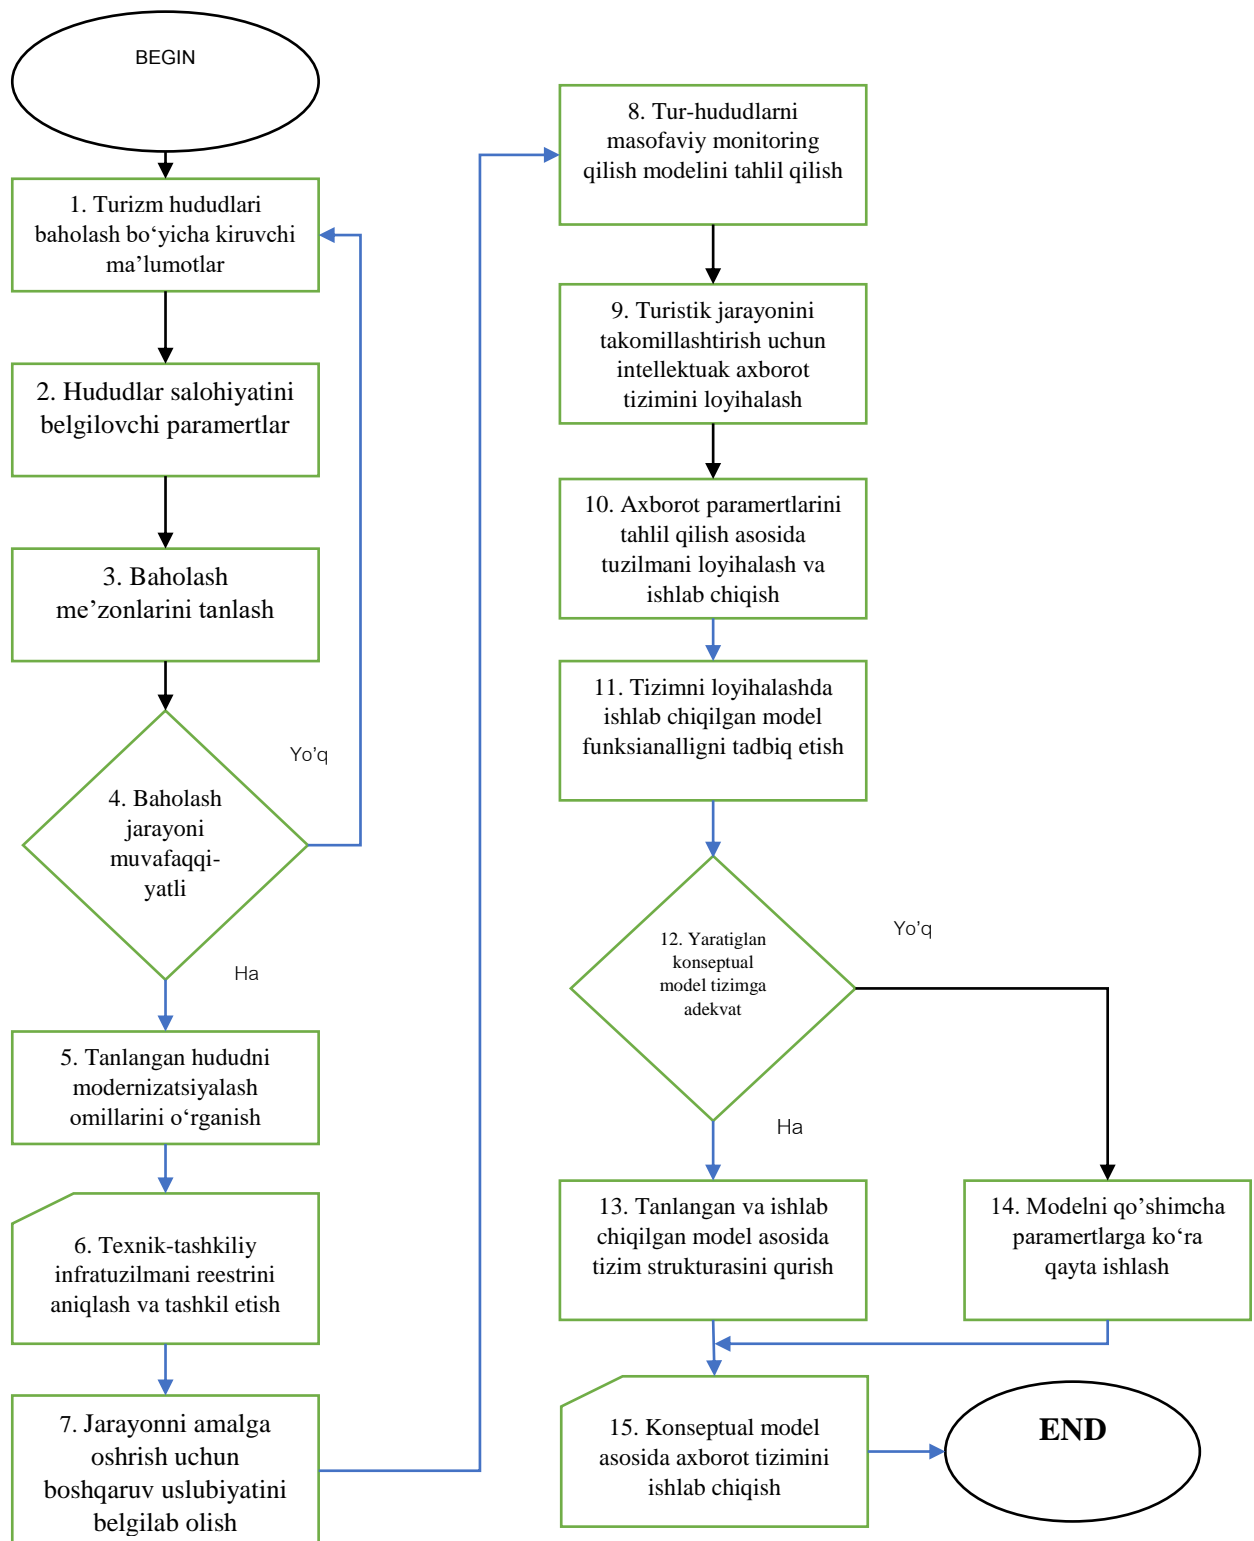 BEGIN
1. Turizm hududlari
baholash bo‘yicha kiruvchi
ma’lumotlar
2. Hududlar salohiyatini
belgilovchi paramertlar
3. Baholash
me’zonlarini tanlash
Yo’q
4. Baholash
jarayoni
muvafaqqi-
yatli
Ha
5. Tanlangan hududni
modernizatsiyalash
omillarini o‘rganish
6. Texnik-tashkiliy
infratuzilmani reestrini
aniqlash va tashkil etish
7. Jarayonni amalga
oshrish uchun
boshqaruv uslubiyatini
belgilab olish
8. Tur-hududlarni
masofaviy monitoring
qilish modelini tahlil qilish
9. Turistik jarayonini
takomillashtirish uchun
intellektuak axborot
tizimini loyihalash
10. Axborot paramertlarini
tahlil qilish asosida
tuzilmani loyihalash va
ishlab chiqish
11. Tizimni loyihalashda
ishlab chiqilgan model
funksianalligni tadbiq etish
12. Yaratiglan
konseptual
model tizimga
adekvat
Yo’q
Ha
13. Tanlangan va ishlab
chiqilgan model asosida
tizim strukturasini qurish
14. Modelni qo’shimcha
paramertlarga ko‘ra
qayta ishlash
15. Konseptual model
asosida axborot tizimini
ishlab chiqish
END